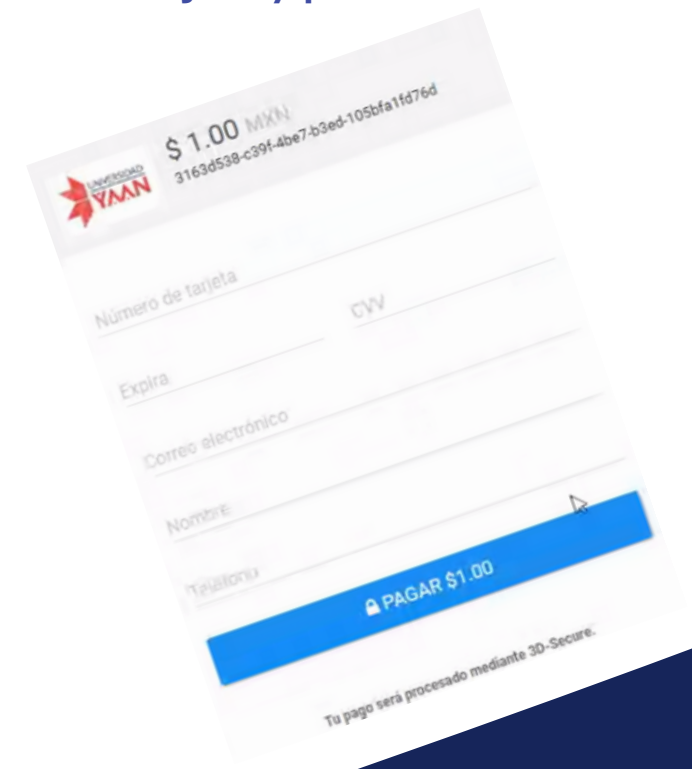 $ 1.00 MXN
3163d538-c39f-4be7-b3ed-105bfa1fd76d
UNIVERSIDAD
YAAN
Número de tarjeta
Expira
CVV
Correo electrónico
Nombre
Teléfono
PAGAR $1.00
Tu pago será procesado mediante 3D-Secure.